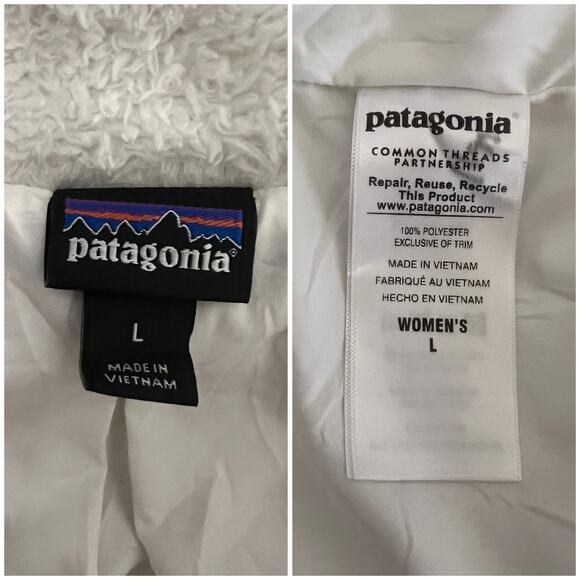 patagonia®
L
MADE IN
VIETNAM
patagonia®
COMMON THREADS
PARTNERSHIP
Repair, Reuse, Recycle
This Product
www.patagonia.com
100% POLYESTER
EXCLUSIVE OF TRIM
MADE IN VIETNAM
FABRIQUÉ AU VIETNAM
HECHO EN VIETNAM
WOMEN'S
L